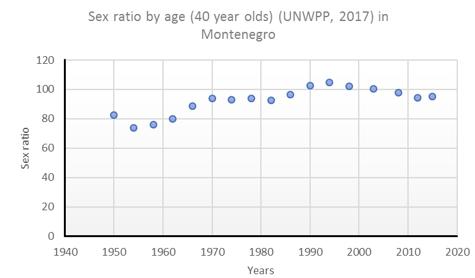 Sex ratio by age (40 year olds) (UNWPP, 2017) in
Montenegro
120
100
80
60
40
20
0
1940 1950 1960 1970 1980 1990 2000 2010 2020
Sex ratio
Years